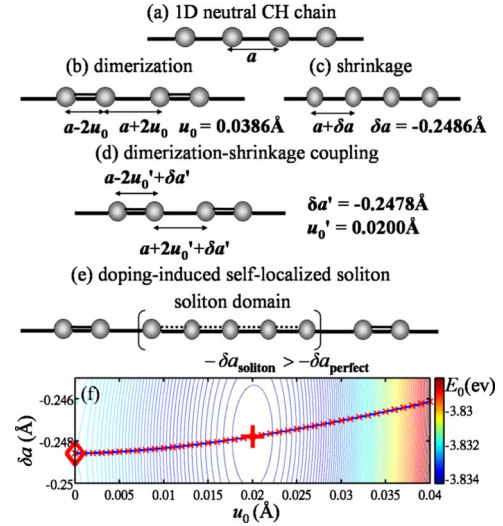 (a) 1D neutral CH chain
a
(b) dimerization
(c) shrinkage
a-2u₀ a+2u₀ u₀ = 0.0386Å
a+δa δa = -0.2486Å
(d) dimerization-shrinkage coupling
a-2u₀'+δa'
δa' = -0.2478Å
u₀' = 0.0200Å
a+2u₀'+δa'
(e) doping-induced self-localized soliton
soliton domain
-δa_soliton > -δa_perfect
(f)
E₀(ev)
δa (Å)
-0.246
-0.248
-0.25
-3.83
-3.83
-3.834
0 0.005 0.01 0.015 0.02 0.025 0.03 0.035 0.04
u₀ (Å)